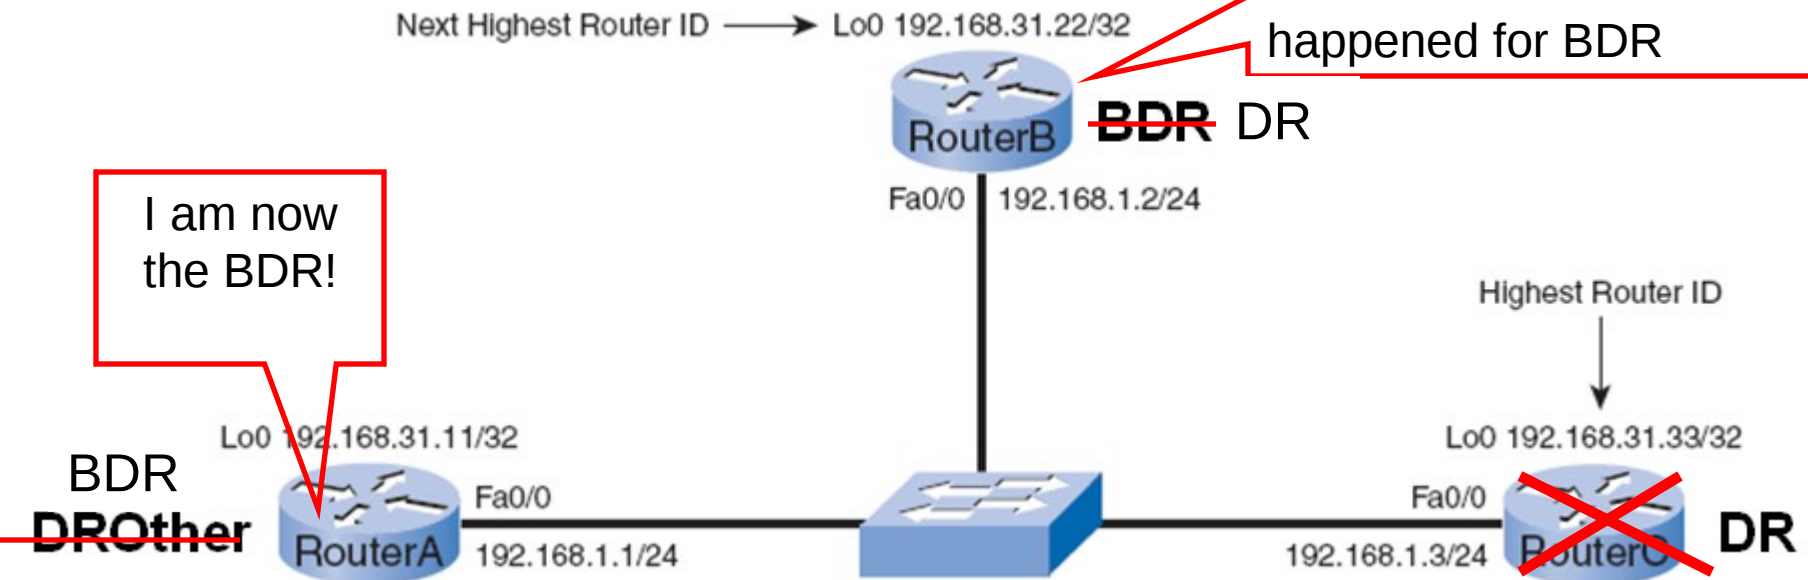 Next Highest Router ID
Lo0 192.168.31.22/32
happened for BDR
RouterB
BDR DR
Fa0/0 192.168.1.2/24
I am now
the BDR!
Highest Router ID
Lo0 192.168.31.11/32
Lo0 192.168.31.33/32
BDR
DROther
RouterA
Fa0/0
192.168.1.1/24
Fa0/0
192.168.1.3/24
RouterC
DR